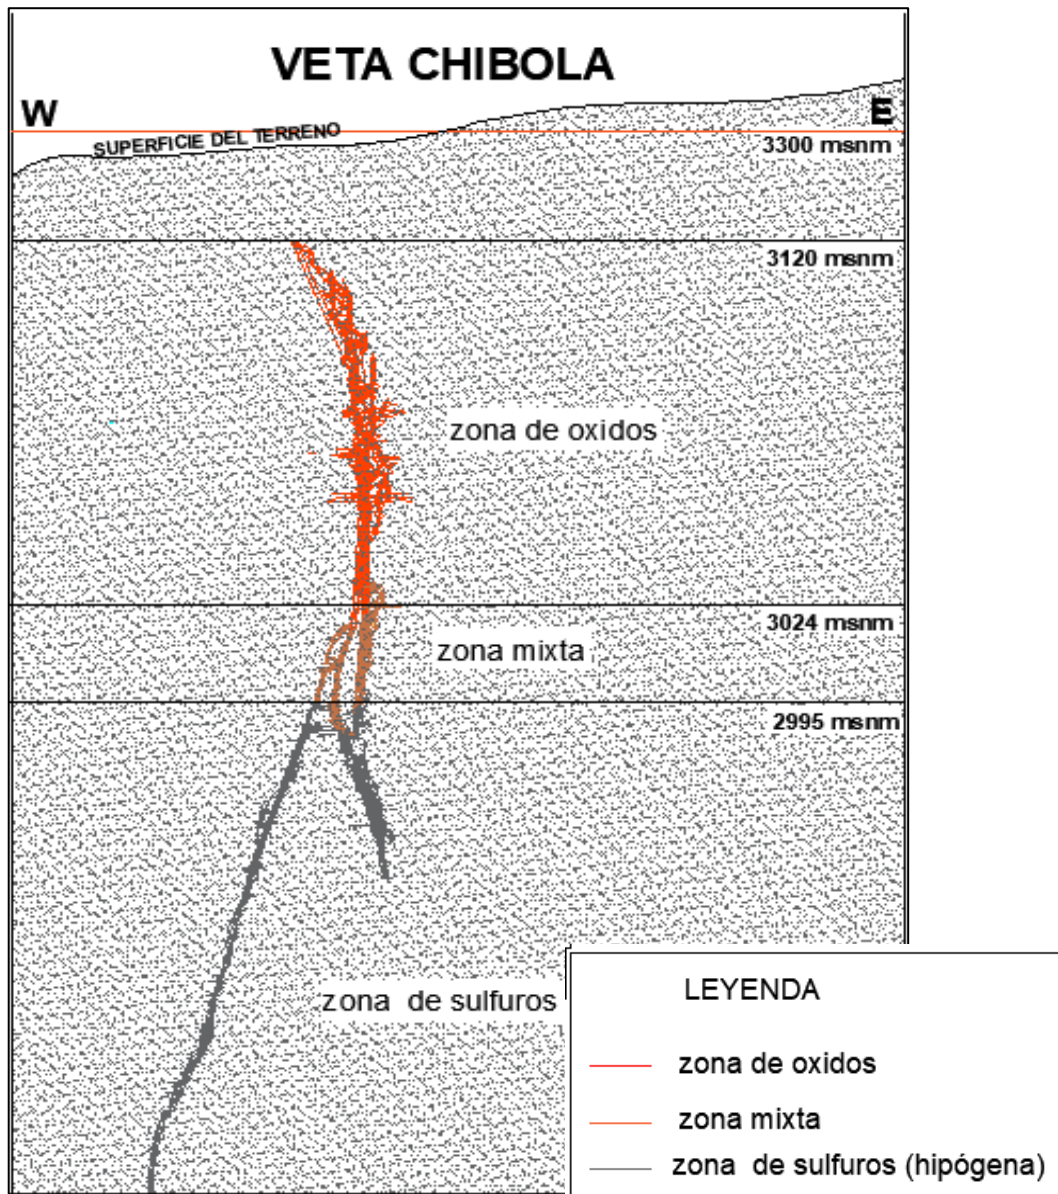 VETA CHIBOLA
W
E
SUPERFICIE DEL TERRENO
3300 msnm
3120 msnm
zona de oxidos
3024 msnm
zona mixta
2995 msnm
zona de sulfuros
LEYENDA
zona de oxidos
zona mixta
zona de sulfuros (hipógena)